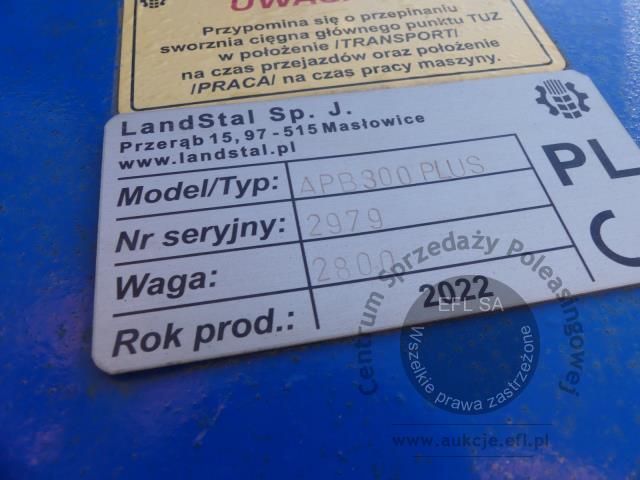 UWAGA
Przypomina się o przepinaniu
sworznia cięgna głównego punktu TUZ
w położenie /TRANSPORT/
na czas przejazdów oraz położenie
/PRACA/ na czas pracy maszyny.
LandStal Sp. J.
Przerąb 15, 97-515 Masłowice
www.landstal.pl
PL
C
Model/Typ: APB300 PLUS
Nr seryjny: 2979
Waga: 2800
Rok prod.: 2022
Centrum Sprzedaży Poleasingowej
EFL SA
Wszelkie prawa zastrzeżone
www.aukcje.efl.pl